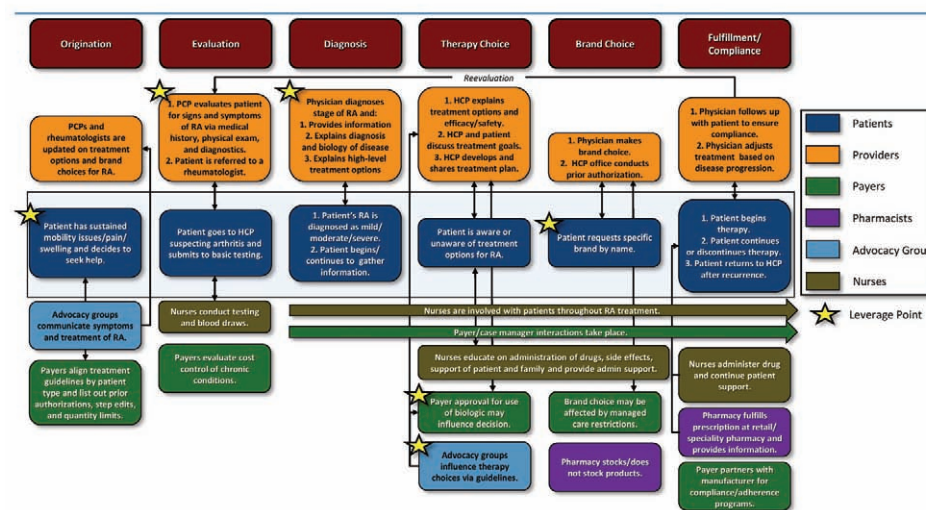 Origination
Evaluation
Diagnosis
Therapy Choice
Brand Choice
Fulfillment/
Compliance
Reevaluation
PCPs and
rheumatologists
are updated on treatment
options and brand
choices for RA.
1. PCP evaluates patient
for signs and symptoms
of RA via medical
history, physical exam,
and diagnostics.
2. Patient is referred to a
rheumatologist.
Physician diagnoses
stage of RA and:
1. Provides information
2. Explains diagnosis
and biology of disease
3. Explains high-level
treatment options
1. HCP explains
treatment options and
efficacy/safety.
2. HCP and patient
discuss treatment goals.
3. HCP develops and
shares treatment plan.
1. Physician makes
brand choice.
2. HCP office conducts
prior authorization.
1. Physician follows up
with patient to ensure
compliance.
2. Physician adjusts
treatment based on
disease progression.
Patient has sustained
mobility issues/pain/
swelling and decides to
seek help.
Patient goes to HCP
suspecting arthritis and
submits to basic testing.
1. Patient's RA is
diagnosed as mild/
moderate/severe.
2. Patient begins/
continues to gather
information.
Patient is aware or
unaware of treatment
options for RA.
Patient requests specific
brand by name.
1. Patient begins
therapy.
2. Patient continues
or discontinues therapy.
3. Patient returns to HCP
after recurrence.
Advocacy groups
communicate symptoms
and treatment of RA.
Nurses conduct testing
and blood draws.
Nurses are involved with patients throughout RA treatment.
Payer/case manager interactions take place.
Payers align treatment
guidelines by patient
type and list out prior
authorizations, step edits,
and quantity limits.
Payers evaluate cost
control of chronic
conditions.
Nurses educate on administration of drugs, side effects,
support of patient and family and provide admin support.
Nurses administer drug
and continue patient
support.
Payer approval for use
of biologic may
influence decision.
Brand choice may be
affected by managed
care restrictions.
Pharmacy fulfills
prescription at retail/
speciality pharmacy and
provides information.
Advocacy groups
influence therapy
choices via guidelines.
Pharmacy stocks/does
not stock products.
Payer partners with
manufacturer for
compliance/adherence
programs.
Patients
Providers
Payers
Pharmacists
Advocacy Grou
Nurses
Leverage Point